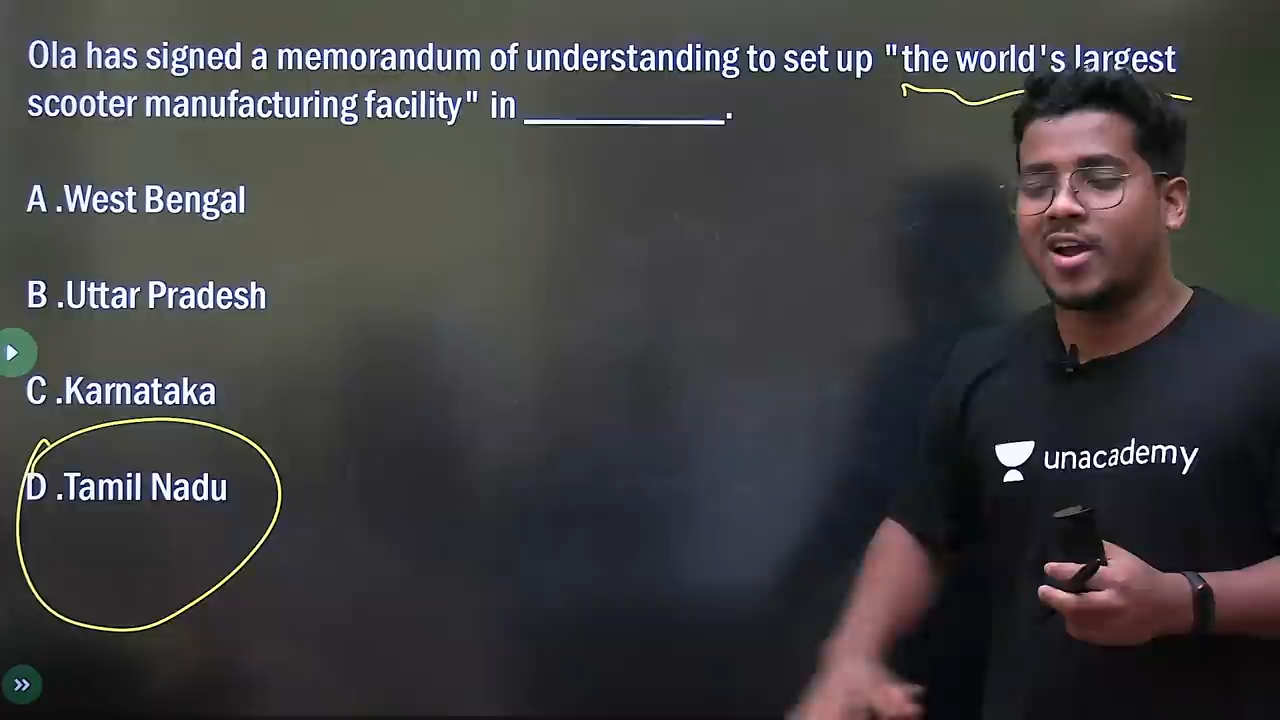 Ola has signed a memorandum of understanding to set up "the world's largest
scooter manufacturing facility" in ____________.
A .West Bengal
B .Uttar Pradesh
C .Karnataka
D .Tamil Nadu
unacademy